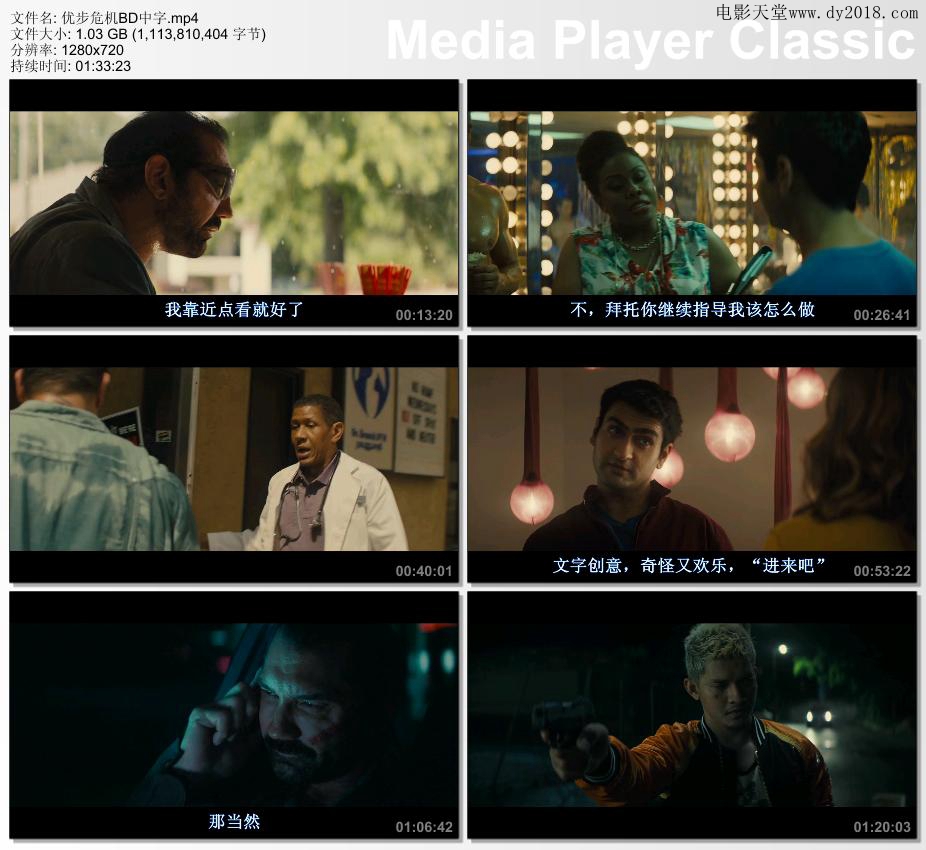 文件名: 优步危机BD中字.mp4
文件大小: 1.03 GB (1,113,810,404 字节)
分辨率: 1280x720
持续时间: 01:33:23
电影天堂www.dy2018.com
Media Player Classic
我靠近点看就好了
00:13:20
不，拜托你继续指导我该怎么做
00:26:41
WE'RE
00:40:01
文字创意，奇怪又欢乐，“进来吧”
00:53:22
那当然
01:06:42
01:20:03